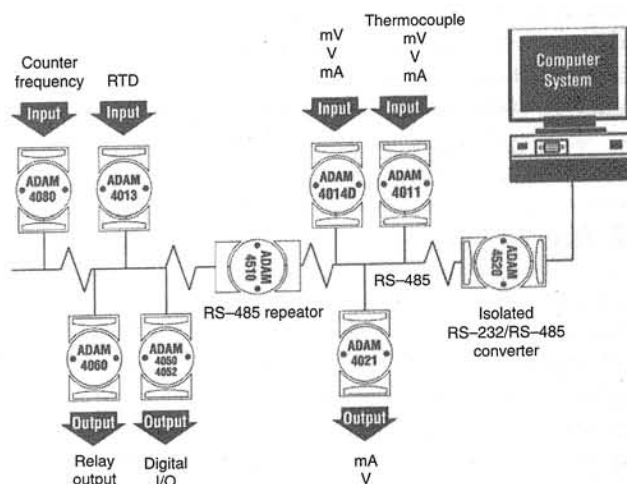 Counter
frequency
RTD
mV
V
mA
Thermocouple
mV
V
mA
Computer
System
Input
Input
Input
Input
ADAM
4080
ADAM
4013
ADAM
4014D
ADAM
4011
ADAM
4510
RS-485 repeator
RS-485
ADAM
4520
Isolated
RS-232/RS-485
converter
ADAM
4060
ADAM
4050
4052
ADAM
4021
Output
Output
Output
Relay
output
Digital
I/O
mA
V